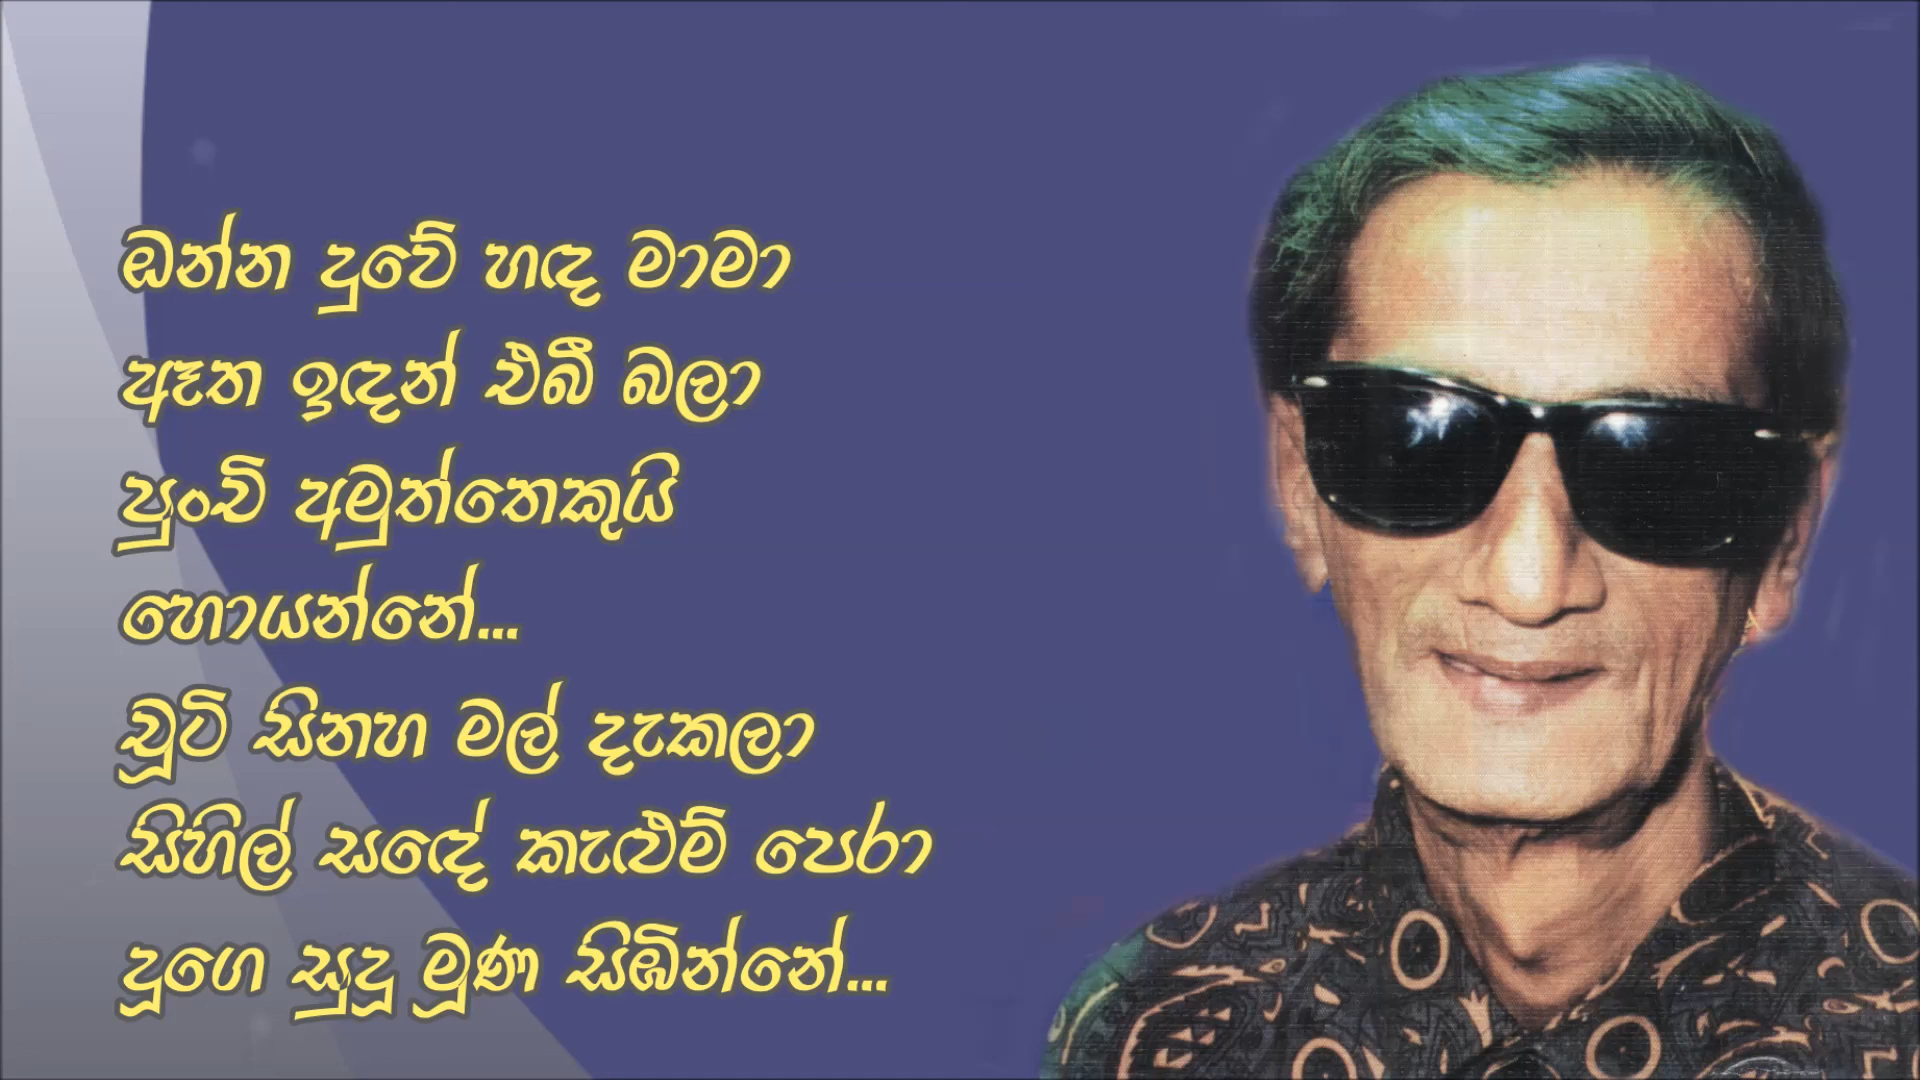 ඔන්න දුවේ හඳ මාමා
ඈත ඉඳන් එබී බලා
පුංචි අමුත්තෙකුයි
හොයන්නේ...
චූටි සිනහ මල් දැකලා
සිහිල් සඳේ කැළුම් පෙරා
දූගෙ සුදූ මූණ සිඹින්නේ...